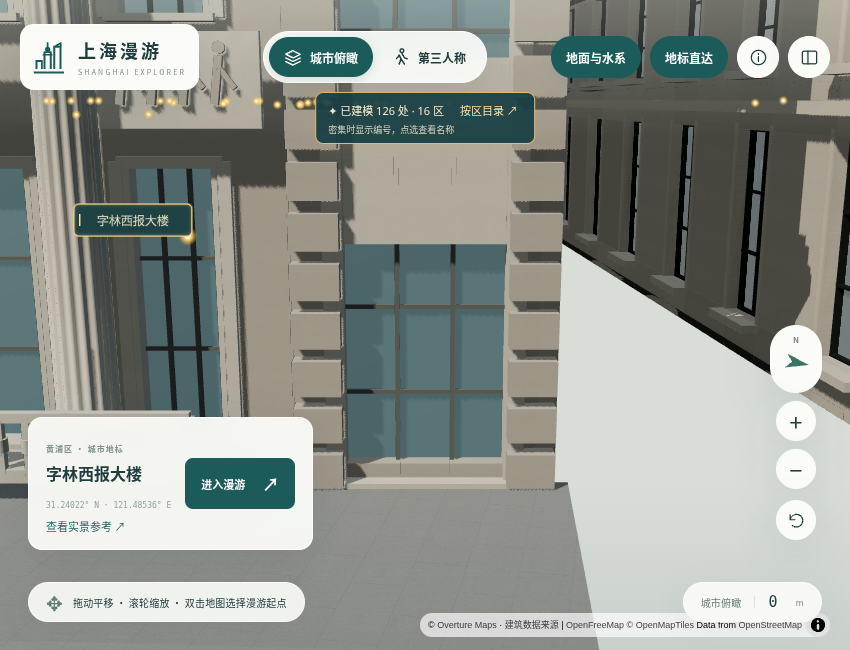 上海漫游
SHANGHAI EXPLORER
城市俯瞰
第三人称
地面与水系
地标直达
✦ 已建模 126 处 · 16 区 按区目录 ↗
密集时显示编号，点选查看名称
字林西报大楼
N
黄浦区 · 城市地标
字林西报大楼
进入漫游 ↗
31.24022° N · 121.48536° E
查看实景参考 ↗
拖动平移 · 滚轮缩放 · 双击地图选择漫游起点
城市俯瞰 0 m
© Overture Maps · 建筑数据来源 | OpenFreeMap © OpenMapTiles Data from OpenStreetMap